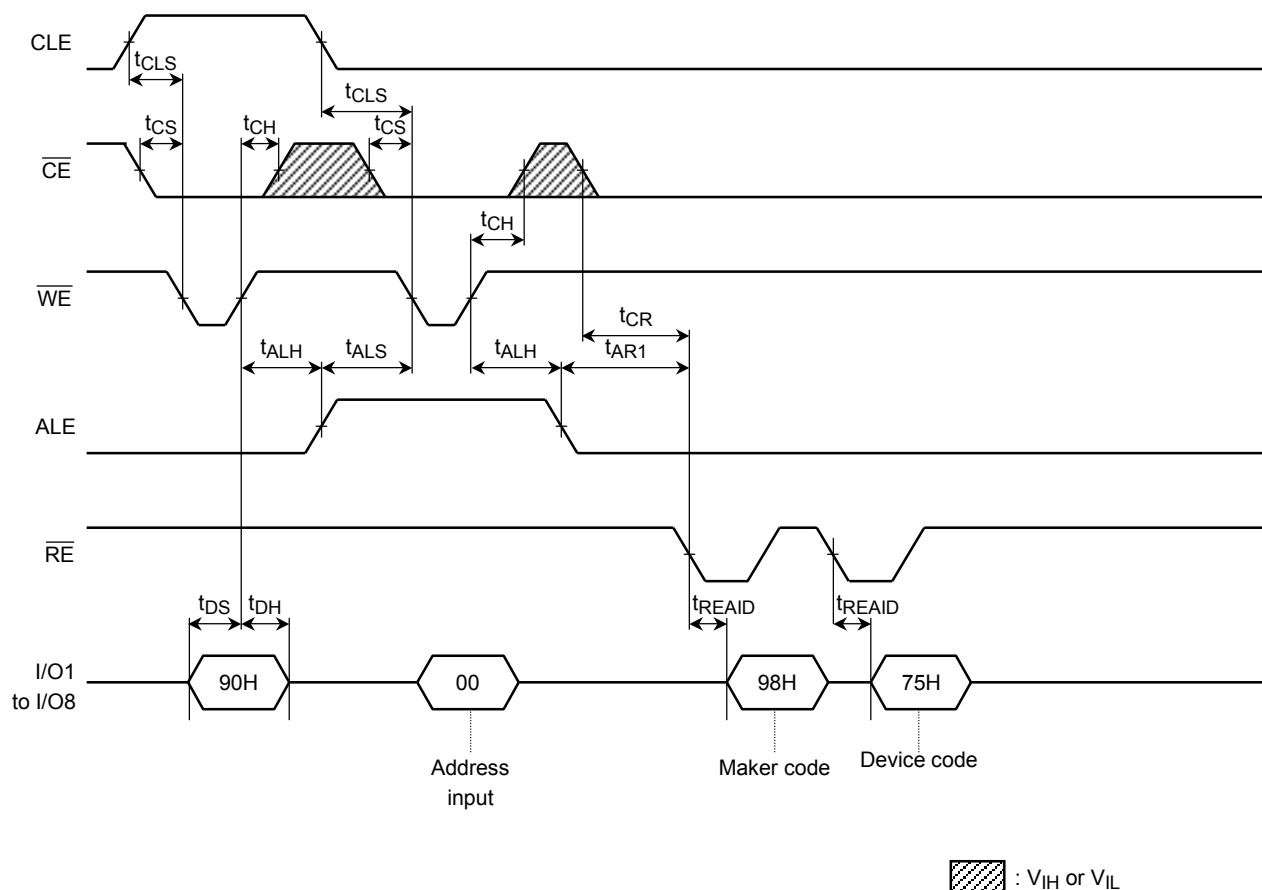 CLE
tCLS
tCLS
tCS
tCH
tCS
CE
tCH
WE
tCR
tALH
tALS
tALH
tAR1
ALE
RE
tDS
tDH
tREAID
tREAID
I/O1
to I/O8
90H
00
98H
75H
Address
input
Maker code
Device code
: VIH or VIL